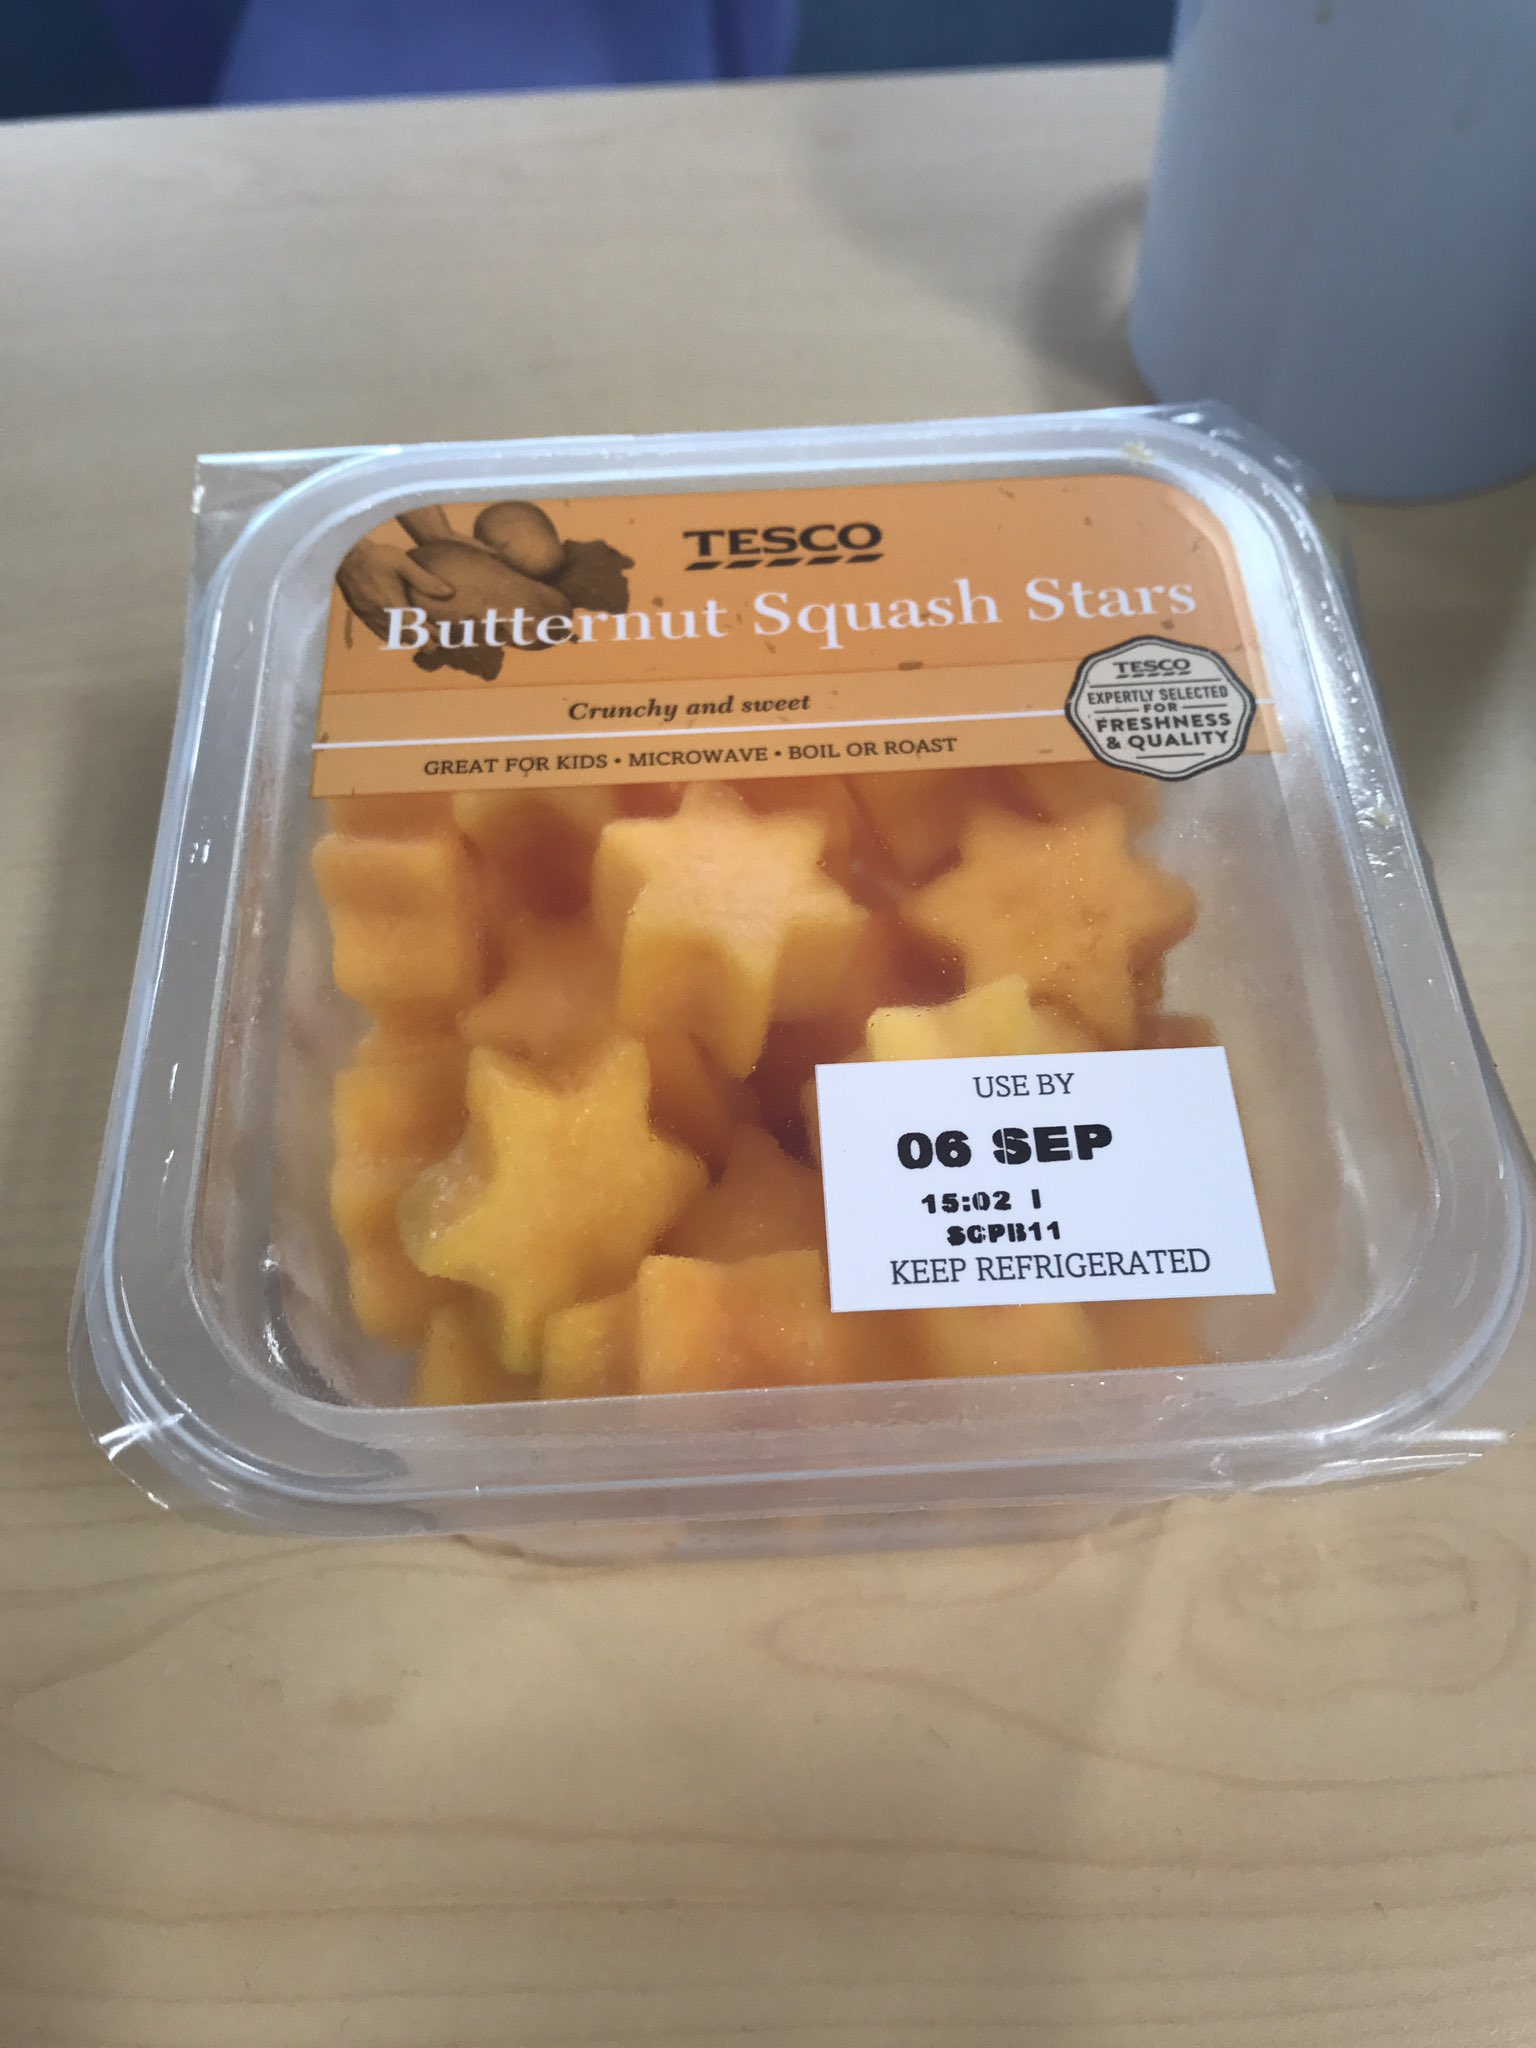 TESCO
Butternut Squash Stars
Crunchy and sweet
GREAT FOR KIDS • MICROWAVE • BOIL OR ROAST
TESCO
EXPERTLY SELECTED
FOR
FRESHNESS
& QUALITY
USE BY
06 SEP
15:02 I
SCPB11
KEEP REFRIGERATED